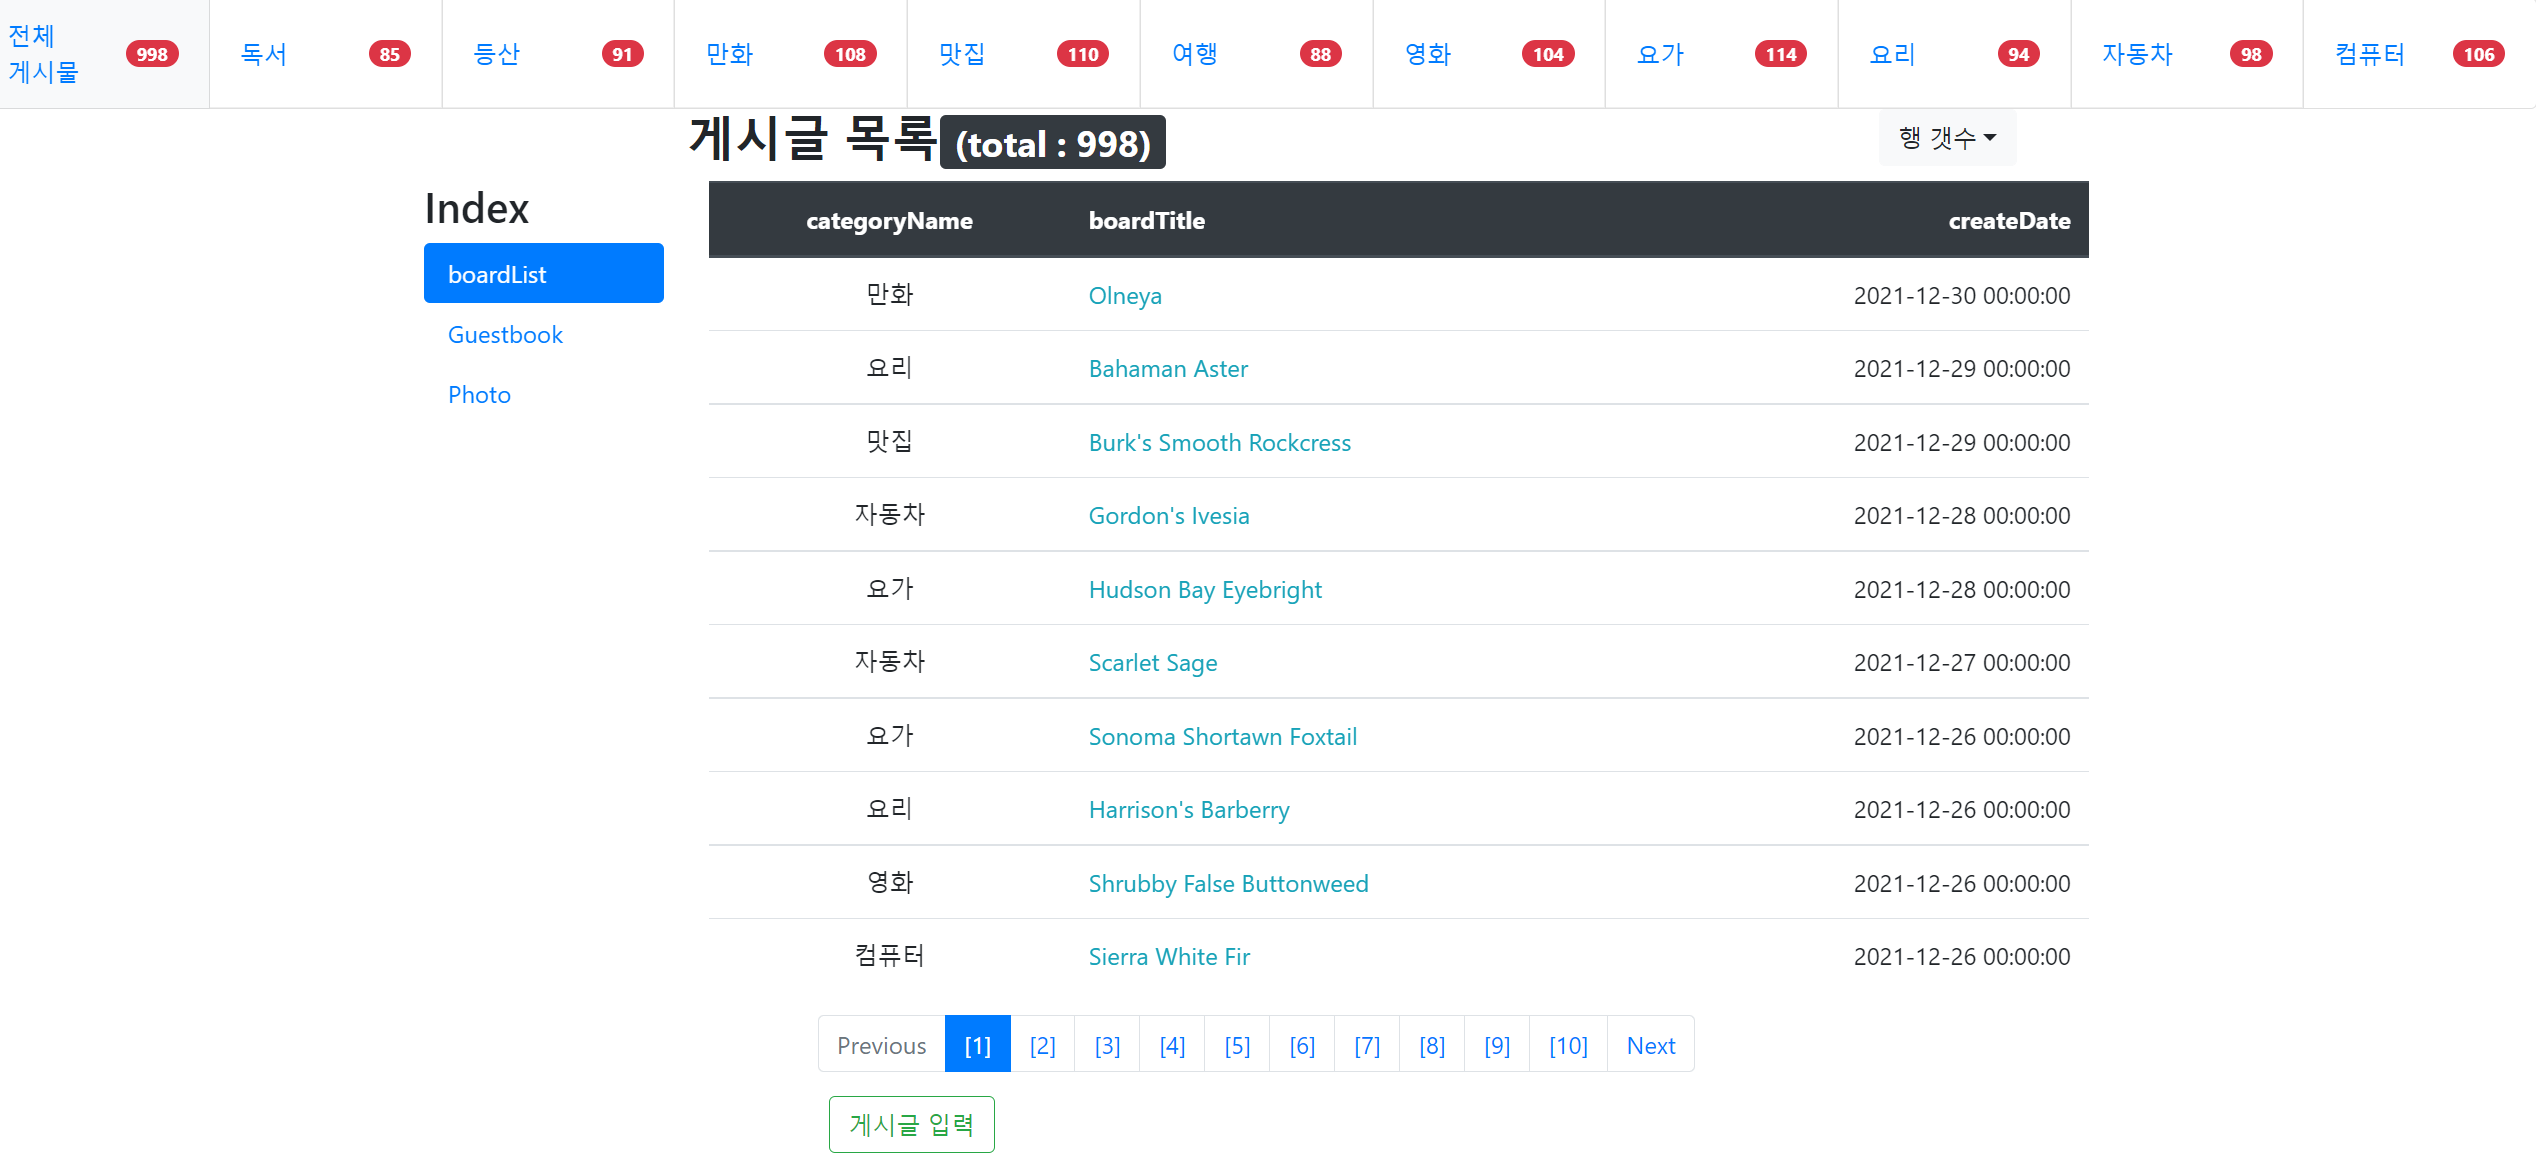 전체 게시물 998 독서 85 등산 91 만화 108 맛집 110 여행 88 영화 104 요가 114 요리 94 자동차 98 컴퓨터 106
게시글 목록 (total : 998) 행 갯수
Index
boardList
Guestbook
Photo
categoryName boardTitle createDate
만화 Olneya 2021-12-30 00:00:00
요리 Bahaman Aster 2021-12-29 00:00:00
맛집 Burk's Smooth Rockcress 2021-12-29 00:00:00
자동차 Gordon's Ivesia 2021-12-28 00:00:00
요가 Hudson Bay Eyebright 2021-12-28 00:00:00
자동차 Scarlet Sage 2021-12-27 00:00:00
요가 Sonoma Shortawn Foxtail 2021-12-26 00:00:00
요리 Harrison's Barberry 2021-12-26 00:00:00
영화 Shrubby False Buttonweed 2021-12-26 00:00:00
컴퓨터 Sierra White Fir 2021-12-26 00:00:00
Previous [1] [2] [3] [4] [5] [6] [7] [8] [9] [10] Next
게시글 입력